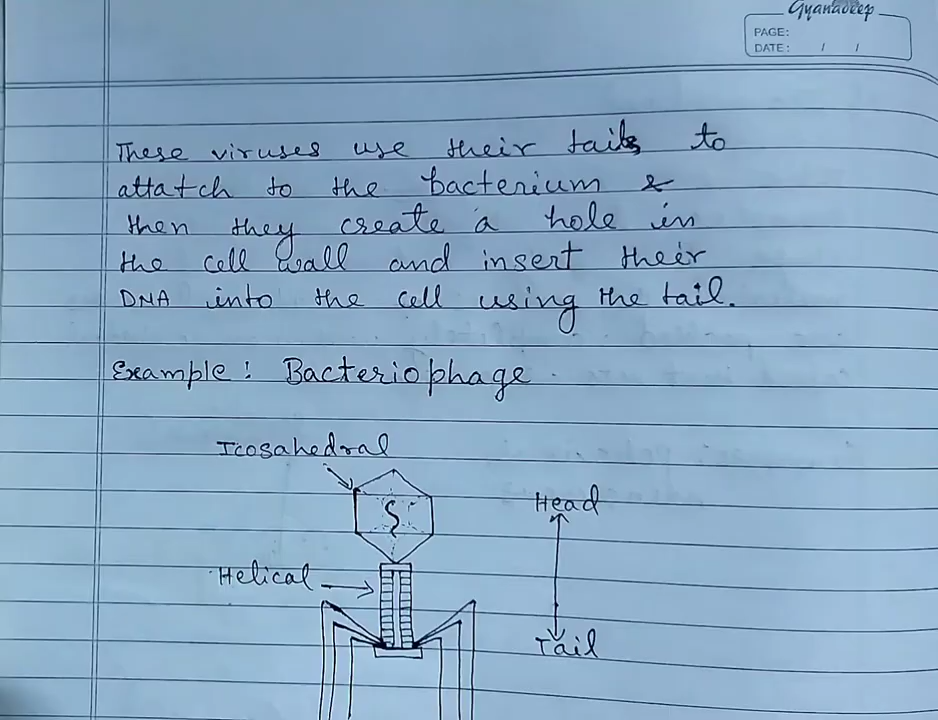 Gyanadeep
PAGE:
DATE: / /
These viruses use their tails to
attatch to the bacterium &
then they create a hole in
the cell wall and insert their
DNA into the cell using the tail.
Example: Bacteriophage
Icosahedral
Head
Helical
Tail